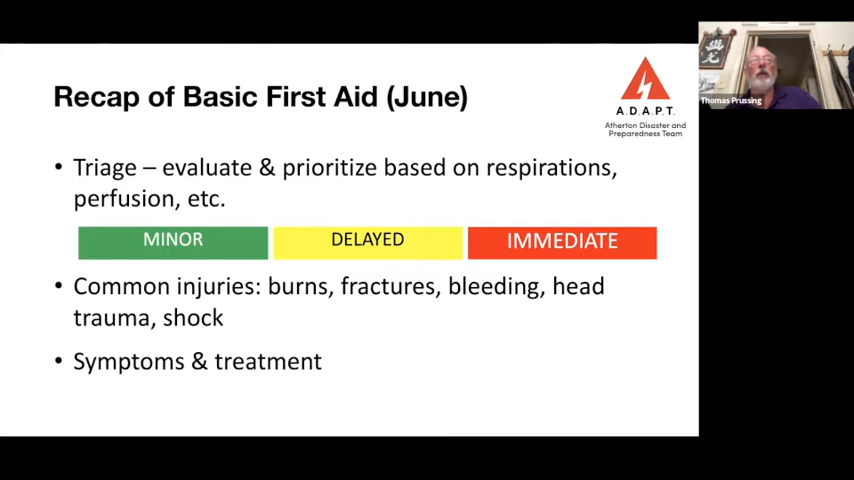 Recap of Basic First Aid (June)
A.D.A.P.T.
Atherton Disaster and
Preparedness Team
Thomas Prussing
• Triage – evaluate & prioritize based on respirations,
perfusion, etc.
MINOR
DELAYED
IMMEDIATE
• Common injuries: burns, fractures, bleeding, head
trauma, shock
• Symptoms & treatment